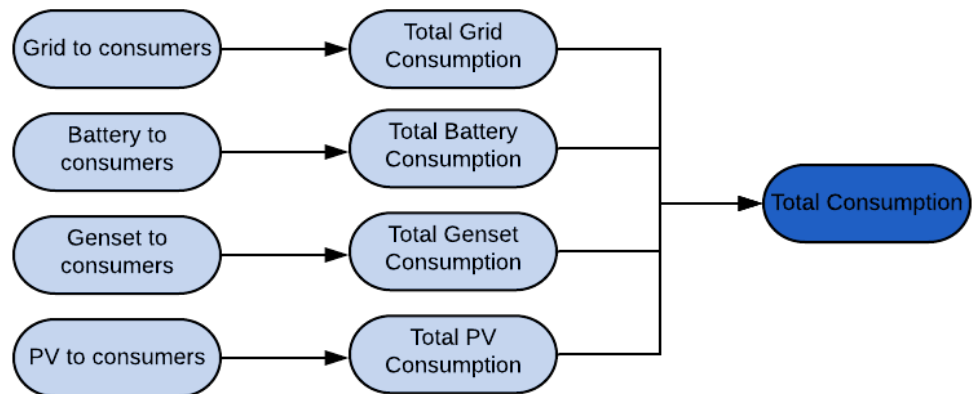 Grid to consumers
Total Grid
Consumption
Battery to
consumers
Total Battery
Consumption
Total Consumption
Genset to
consumers
Total Genset
Consumption
PV to consumers
Total PV
Consumption